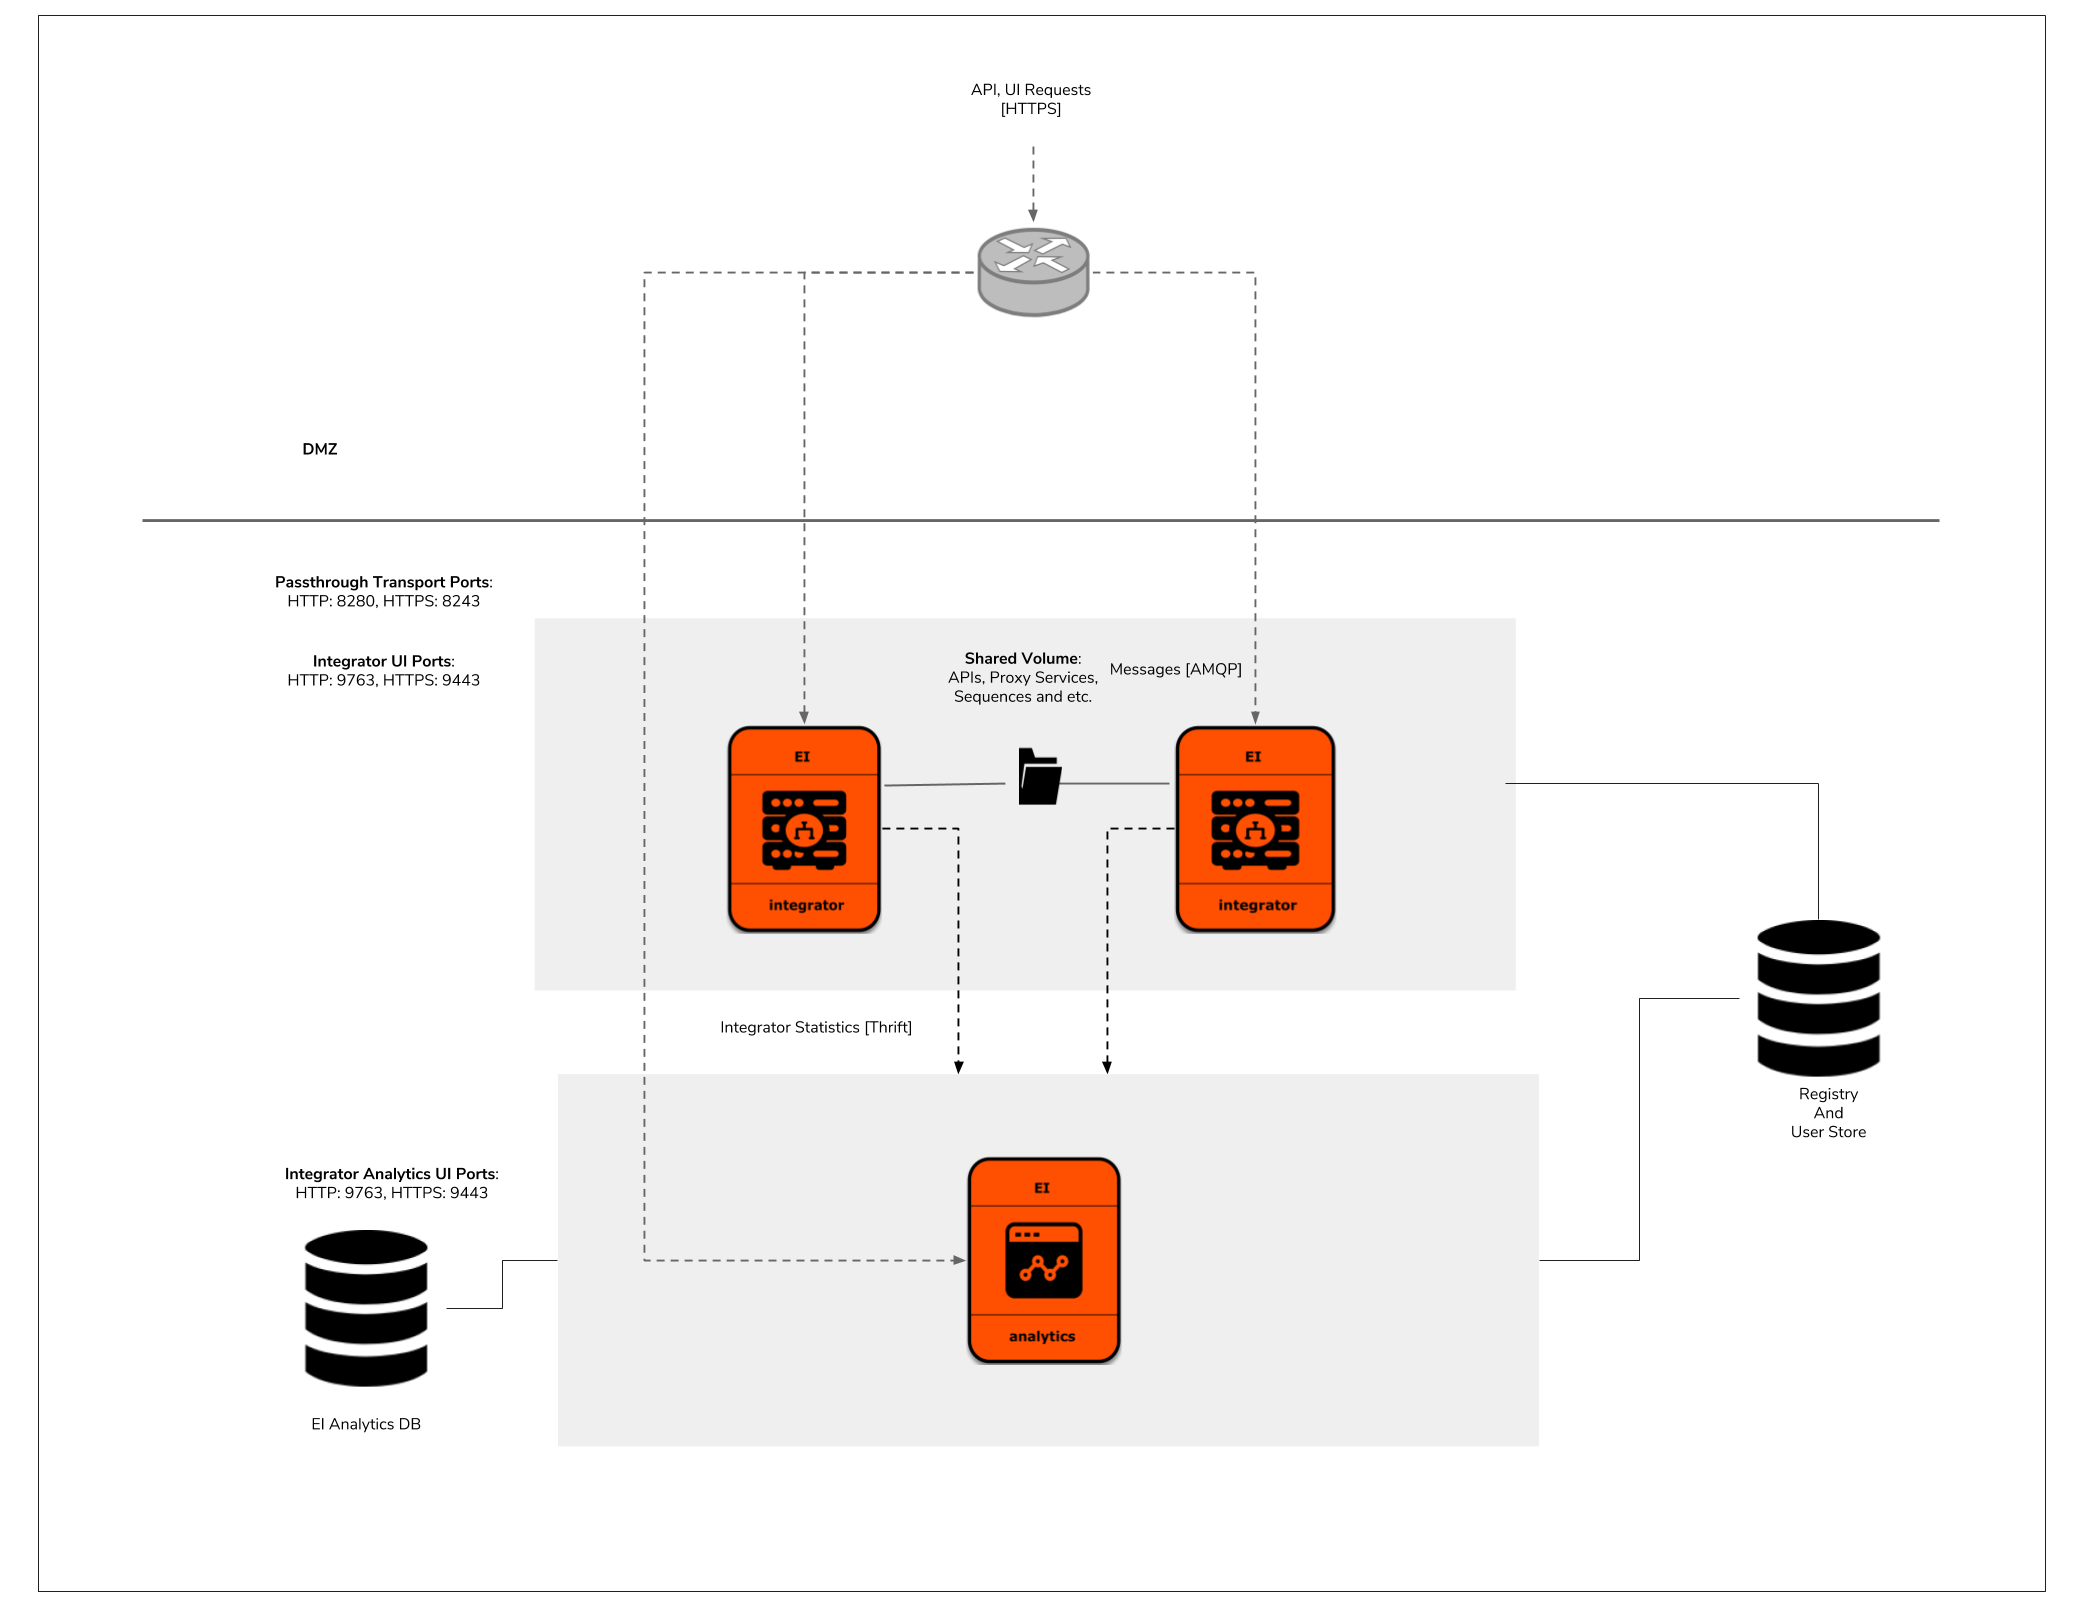 API, UI Requests
[HTTPS]
DMZ
Passthrough Transport Ports:
HTTP: 8280, HTTPS: 8243
Integrator UI Ports:
HTTP: 9763, HTTPS: 9443
Shared Volume:
APIs, Proxy Services,
Sequences and etc.
Messages [AMQP]
EI
integrator
EI
integrator
Integrator Statistics [Thrift]
Registry
And
User Store
Integrator Analytics UI Ports:
HTTP: 9763, HTTPS: 9443
EI
analytics
EI Analytics DB